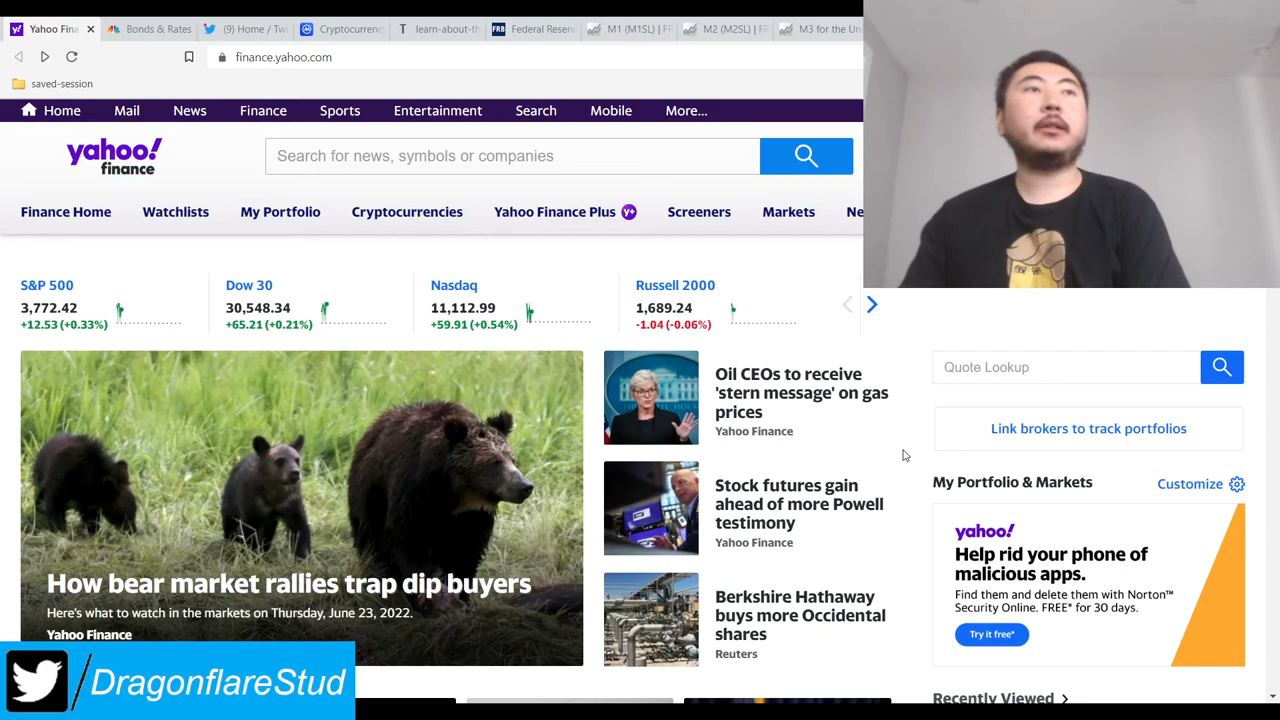 Yahoo Fina
Bonds & Rates
(9) Home / Tw
Cryptocurrenc
learn-about-th
FRB
Federal Reserv
M1 (M1SL) | F
M2 (M2SL) | F
M3 for the Un
finance.yahoo.com
saved-session
Home
Mail
News
Finance
Sports
Entertainment
Search
Mobile
More...
yahoo!
finance
Search for news, symbols or companies
Finance Home
Watchlists
My Portfolio
Cryptocurrencies
Yahoo Finance Plus
y+
Screeners
Markets
Ne
S&P 500
3,772.42
+12.53 (+0.33%)
Dow 30
30,548.34
+65.21 (+0.21%)
Nasdaq
11,112.99
+59.91 (+0.54%)
Russell 2000
1,689.24
-1.04 (-0.06%)
How bear market rallies trap dip buyers
Here's what to watch in the markets on Thursday, June 23, 2022.
Yahoo Finance
Oil CEOs to receive
'stern message' on gas
prices
Yahoo Finance
Stock futures gain
ahead of more Powell
testimony
Yahoo Finance
Berkshire Hathaway
buys more Occidental
shares
Reuters
Quote Lookup
Link brokers to track portfolios
My Portfolio & Markets
Customize
yahoo!
Help rid your phone of
malicious apps.
Find them and delete them with Norton™
Security Online. FREE* for 30 days.
Try it free*
Recently Viewed
/DragonflareStud